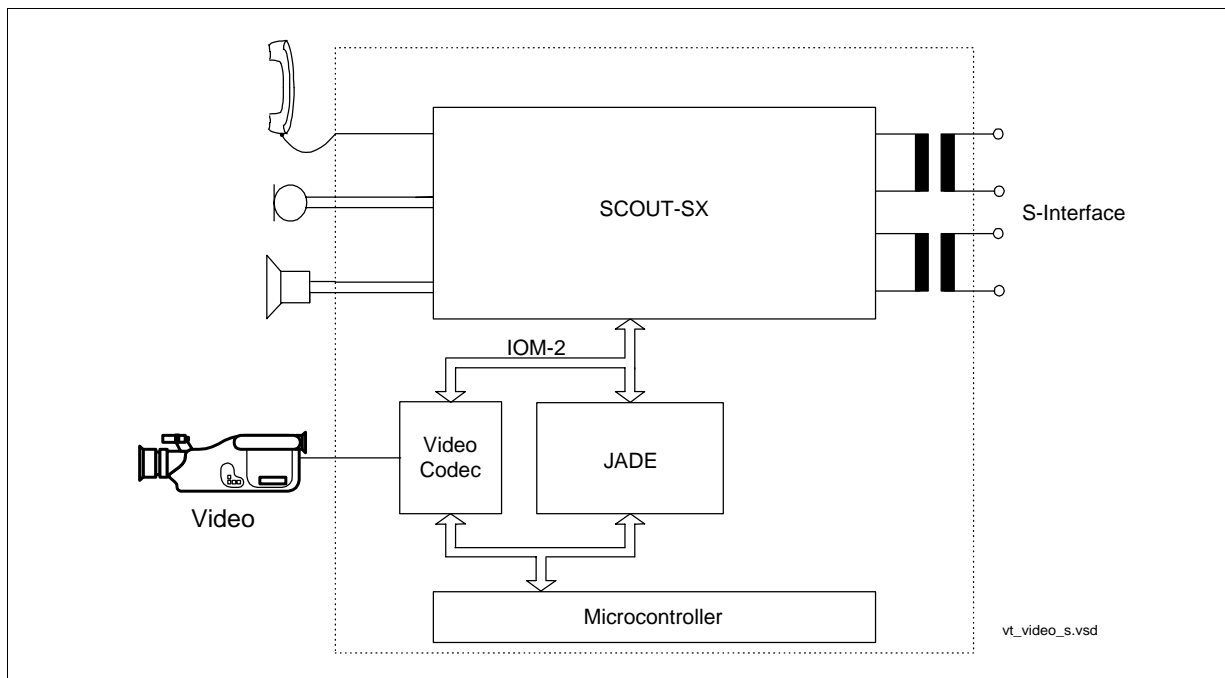 SCOUT-SX
S-Interface
IOM-2
Video
Codec
JADE
Video
Microcontroller
vt_video_s.vsd